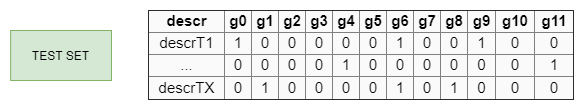 TEST SET
descr g0 g1 g2 g3 g4 g5 g6 g7 g8 g9 g10 g11
descrT1 1 0 0 0 0 0 1 0 0 1 0 0
... 0 0 0 0 1 0 0 0 0 0 0 1
descrTX 0 1 0 0 0 0 1 0 1 0 0 0